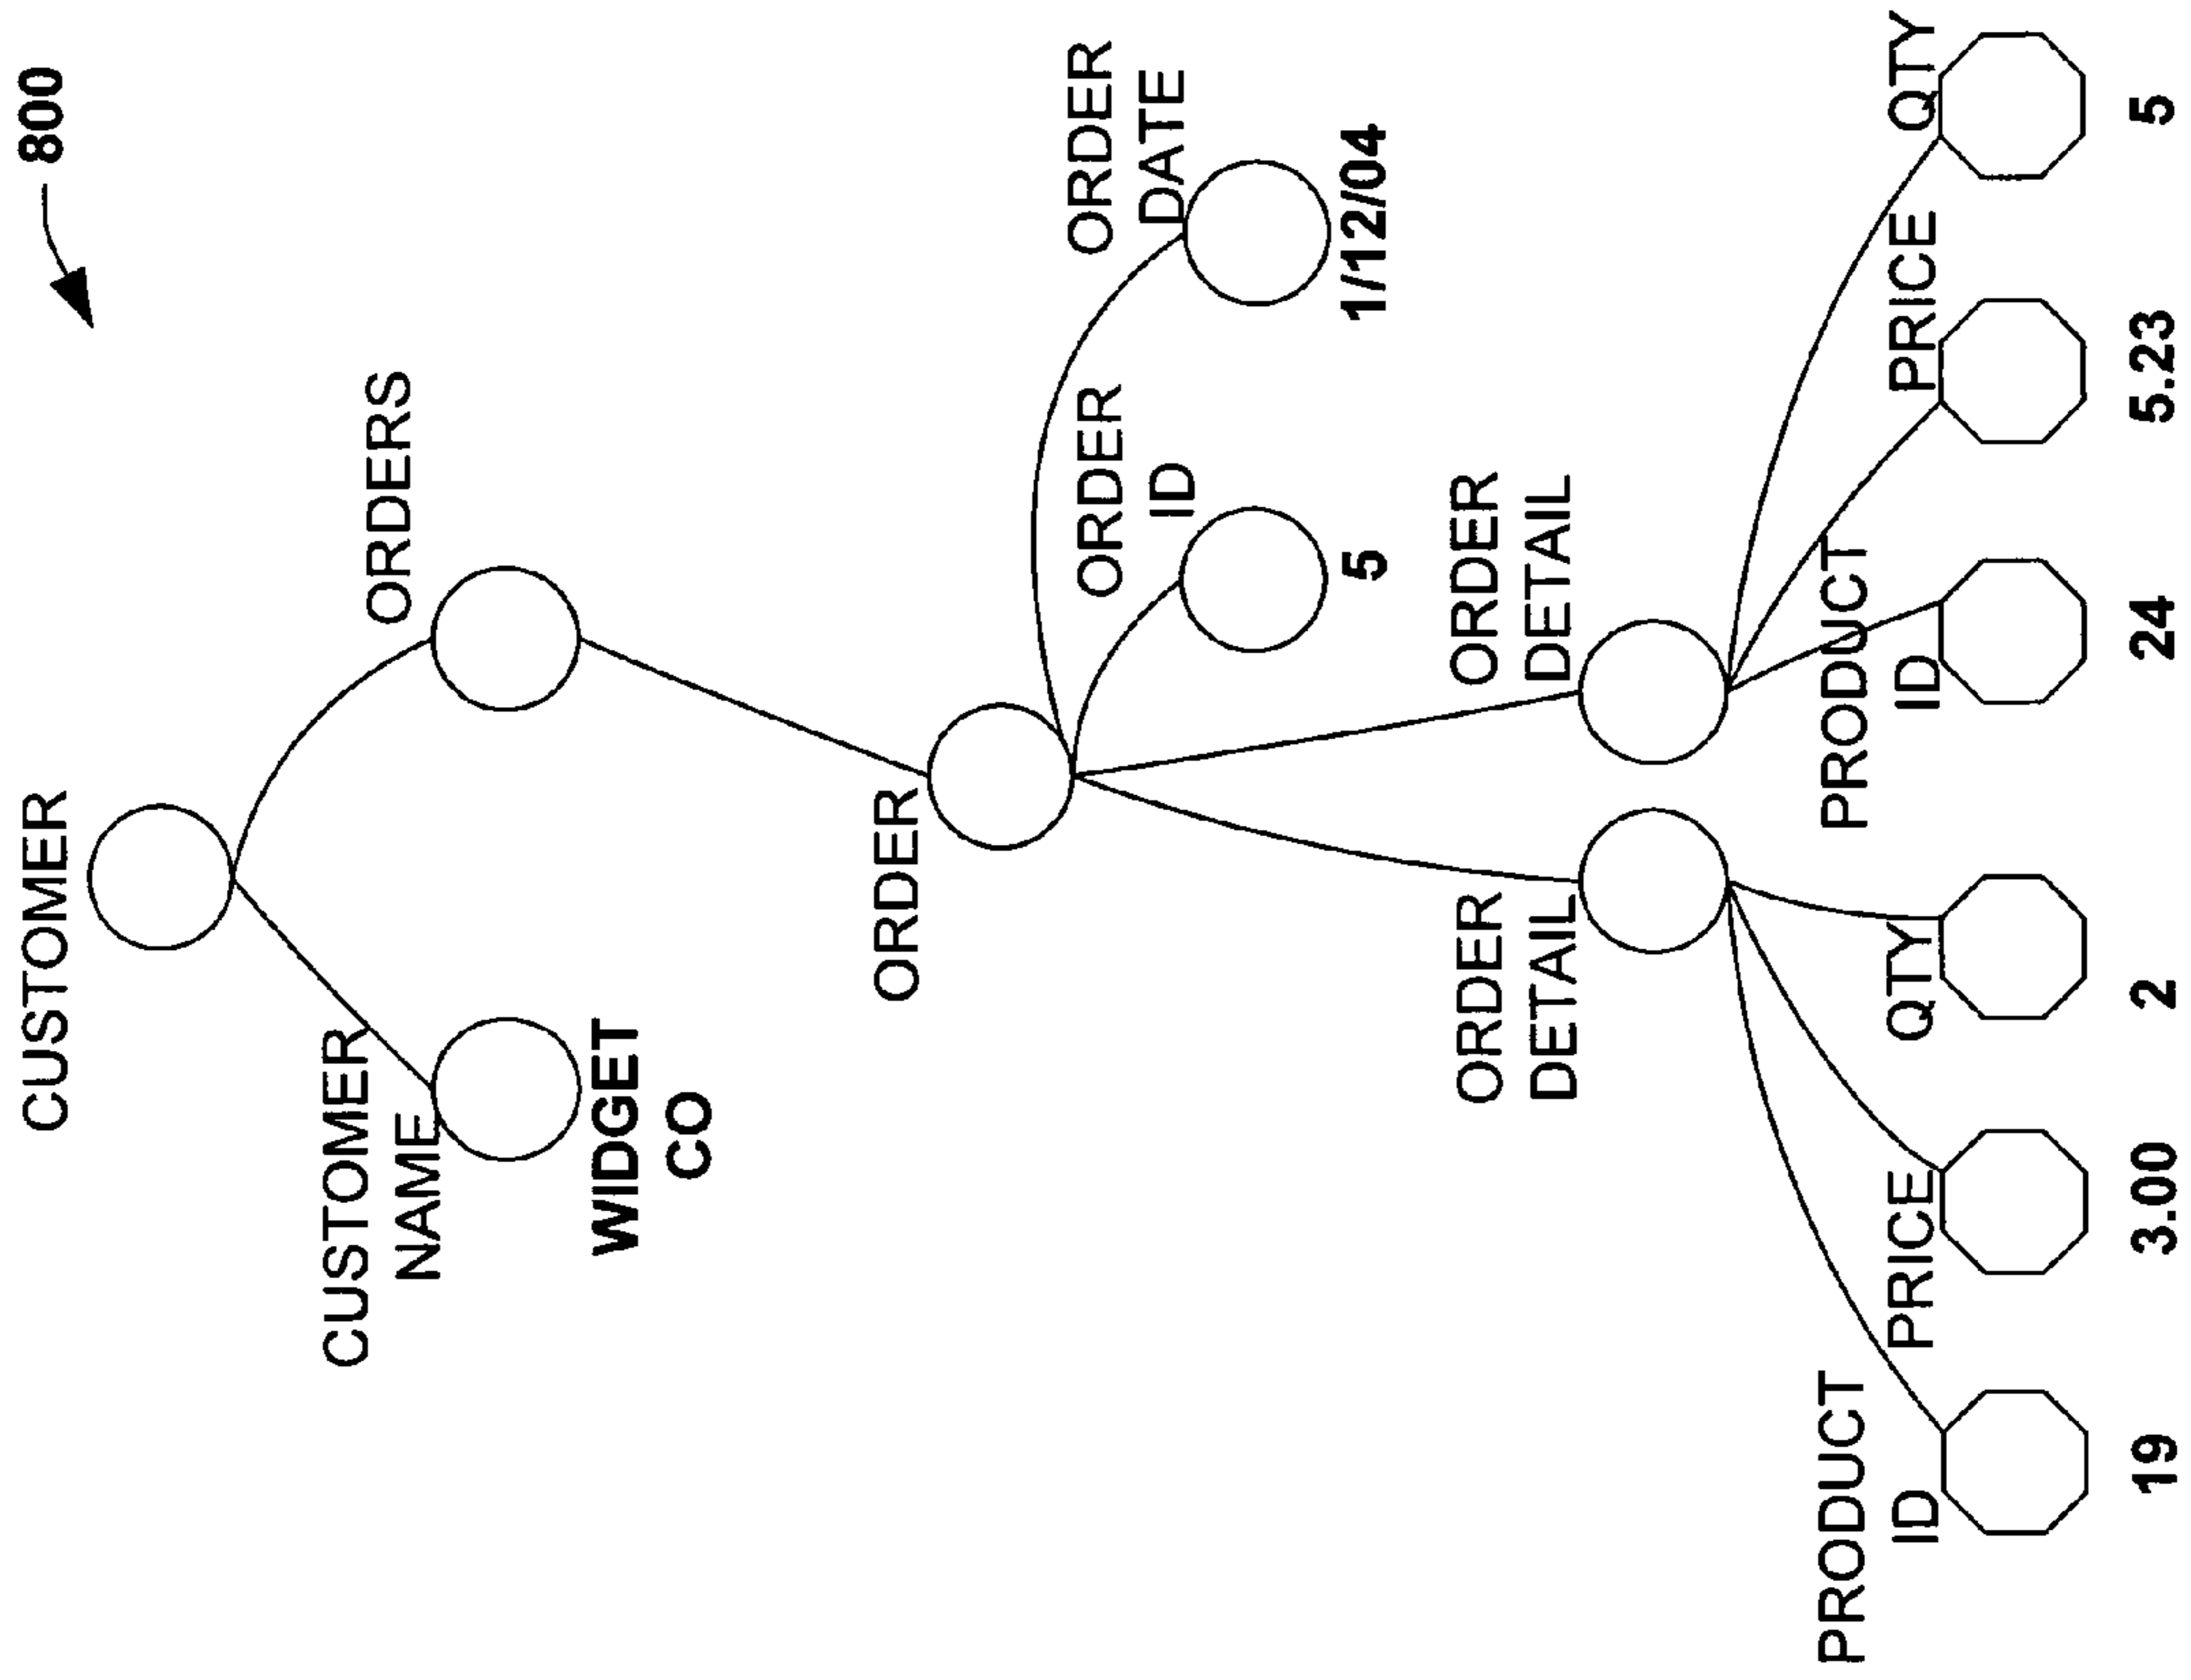 CUSTOMER
800
CUSTOMER
NAME
ORDERS
WIDGET
CO
ORDER
ORDER
ID
ORDER
DATE
5
1/12/04
ORDER
DETAIL
ORDER
DETAIL
PRODUCT
ID
PRICE
QTY
PRODUCT
ID
PRICE
QTY
19
3.00
2
24
5.23
5